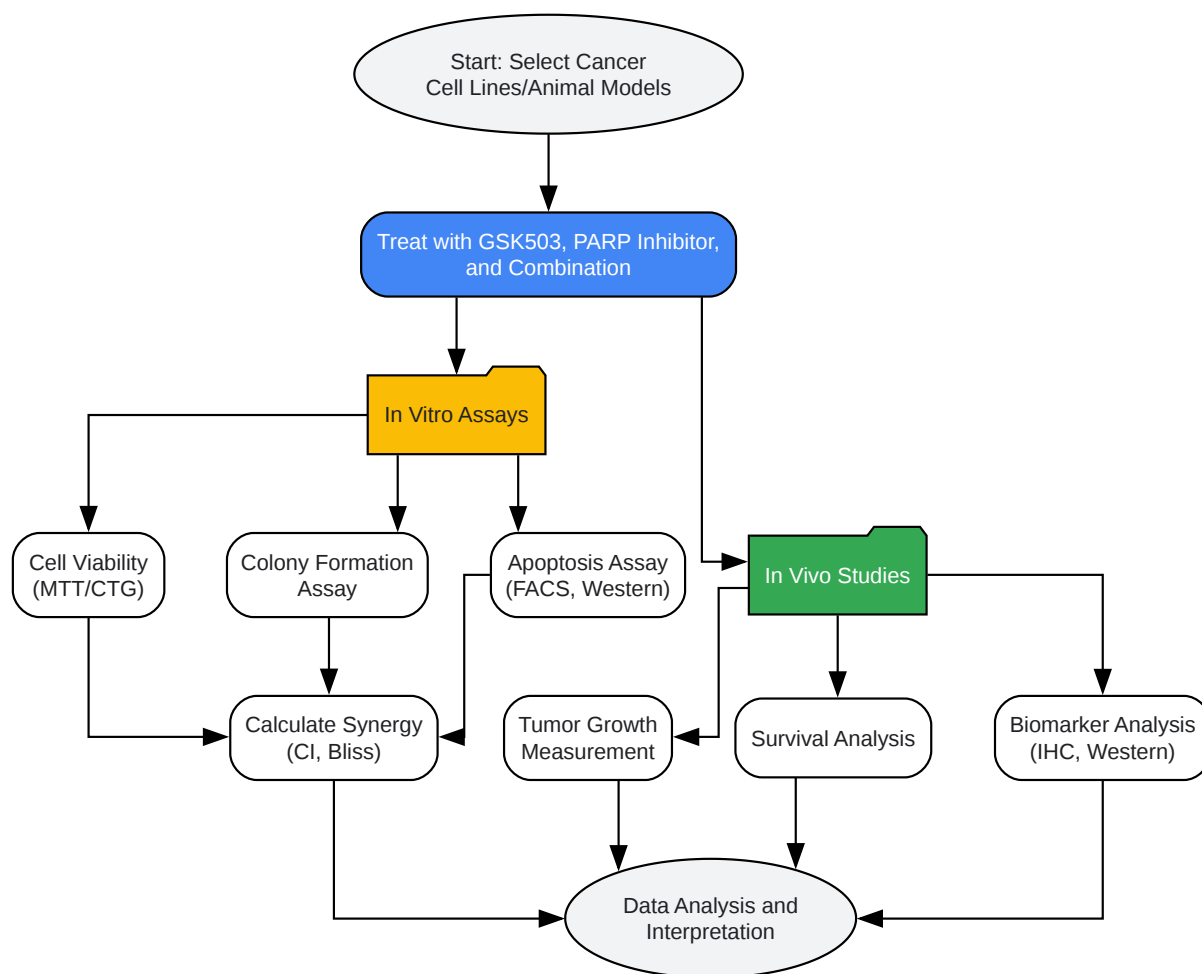 Start: Select Cancer
Cell Lines/Animal Models
Treat with GSK503, PARP Inhibitor,
and Combination
In Vitro Assays
Cell Viability
(MTT/CTG)
Colony Formation
Assay
Apoptosis Assay
(FACS, Western)
In Vivo Studies
Calculate Synergy
(CI, Bliss)
Tumor Growth
Measurement
Survival Analysis
Biomarker Analysis
(IHC, Western)
Data Analysis and
Interpretation